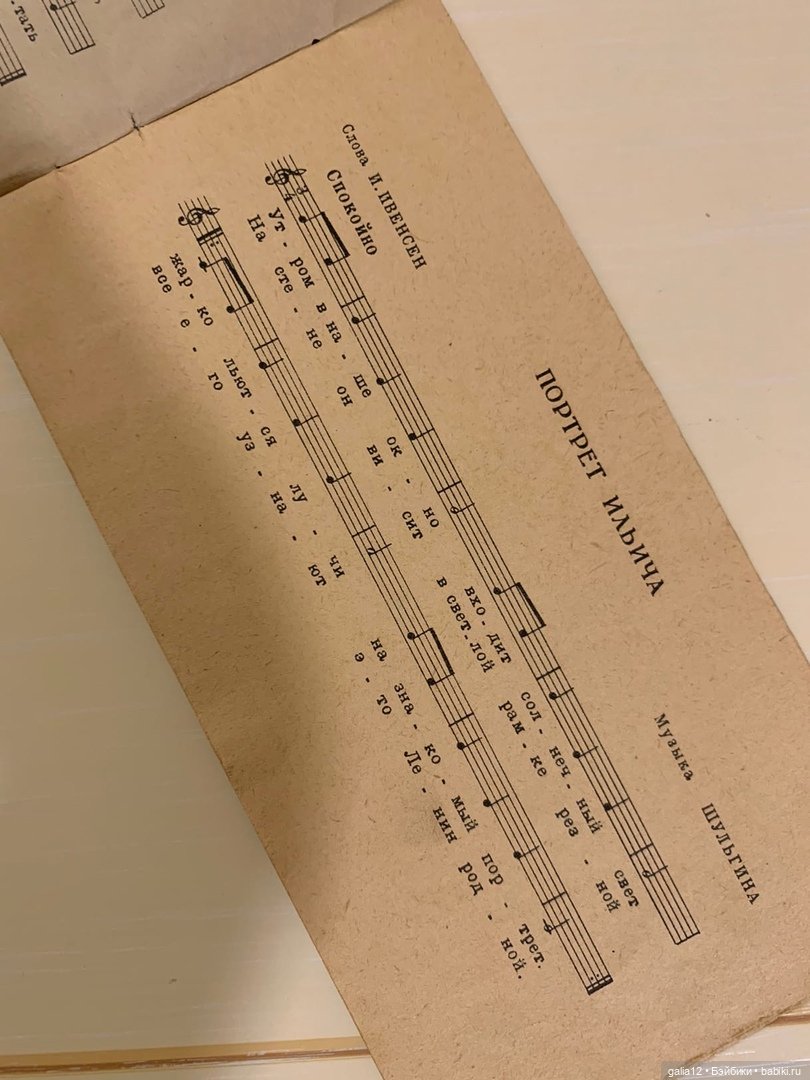 тать
ПОРТРЕТ ИЛЬИЧА
Слова И.ИВЕНСЕН
Музыка ШУЛЬГИНА
Спокойно
3
4
Ут - ром в на - ше ок - но вхо - дит сол - неч - ный свет
На сте - не он ви - сит в свет - лой рам - ке рез - ной
жар - ко льют - ся лу - чи на зна - ко - мый пор - трет.
все е - го уз - на - ют э - то Ле - нин род - ной.
galia12 • Бэйбики • babiki.ru